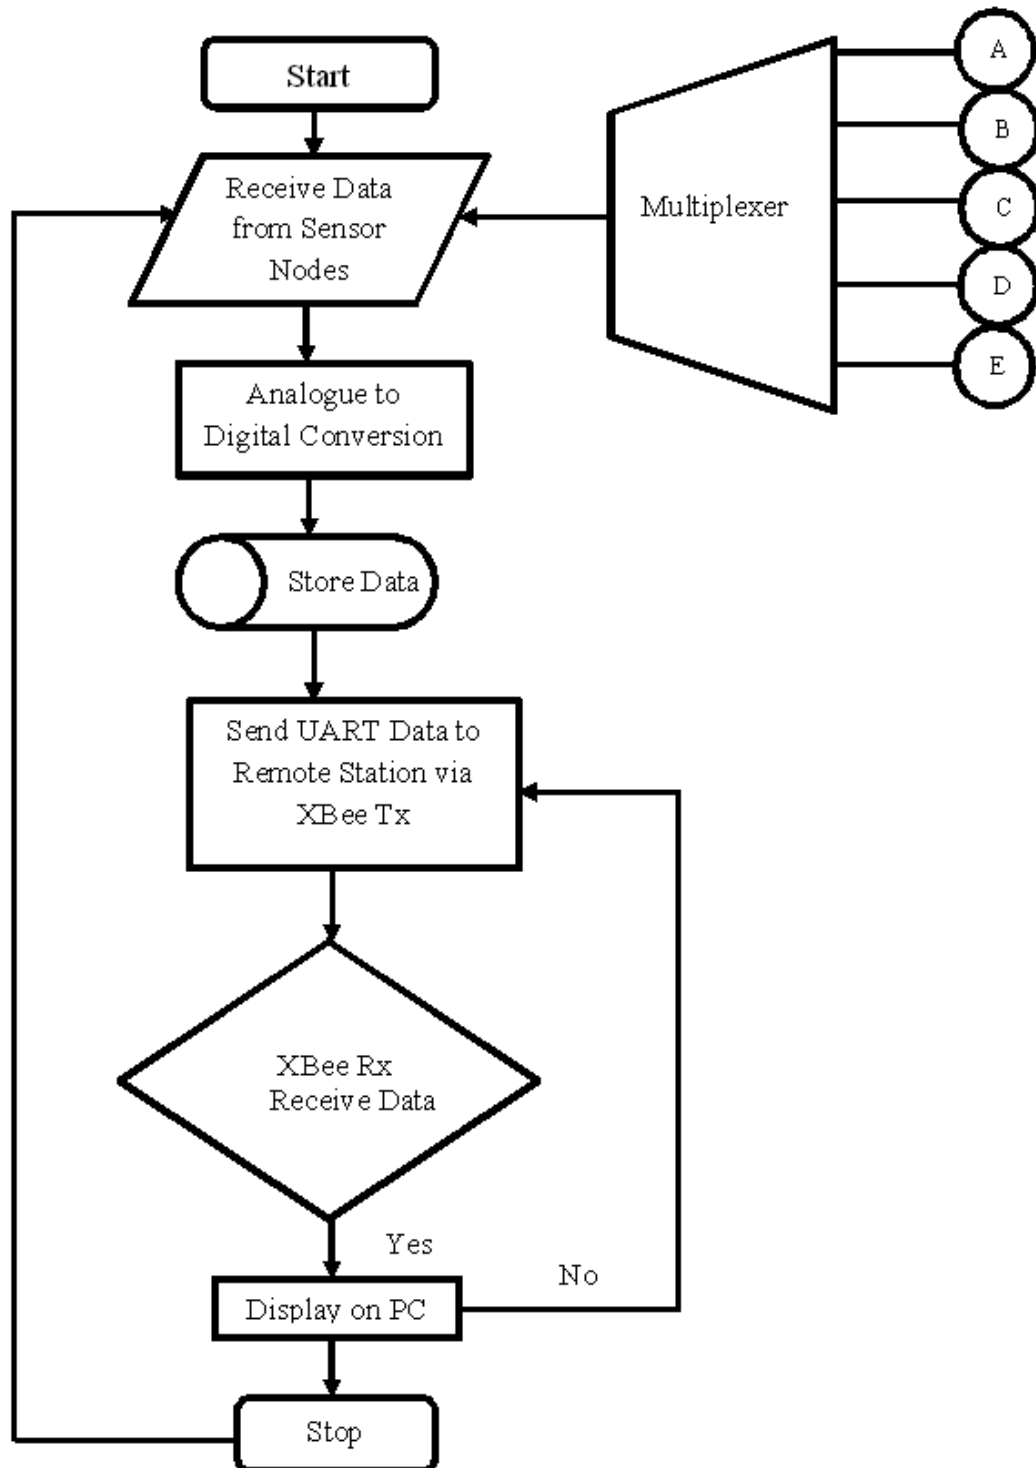 Start
Receive Data
from Sensor
Nodes
Multiplexer
A
B
C
D
E
Analogue to
Digital Conversion
Store Data
Send UART Data to
Remote Station via
XBee Tx
XBee Rx
Receive Data
Yes
No
Display on PC
Stop